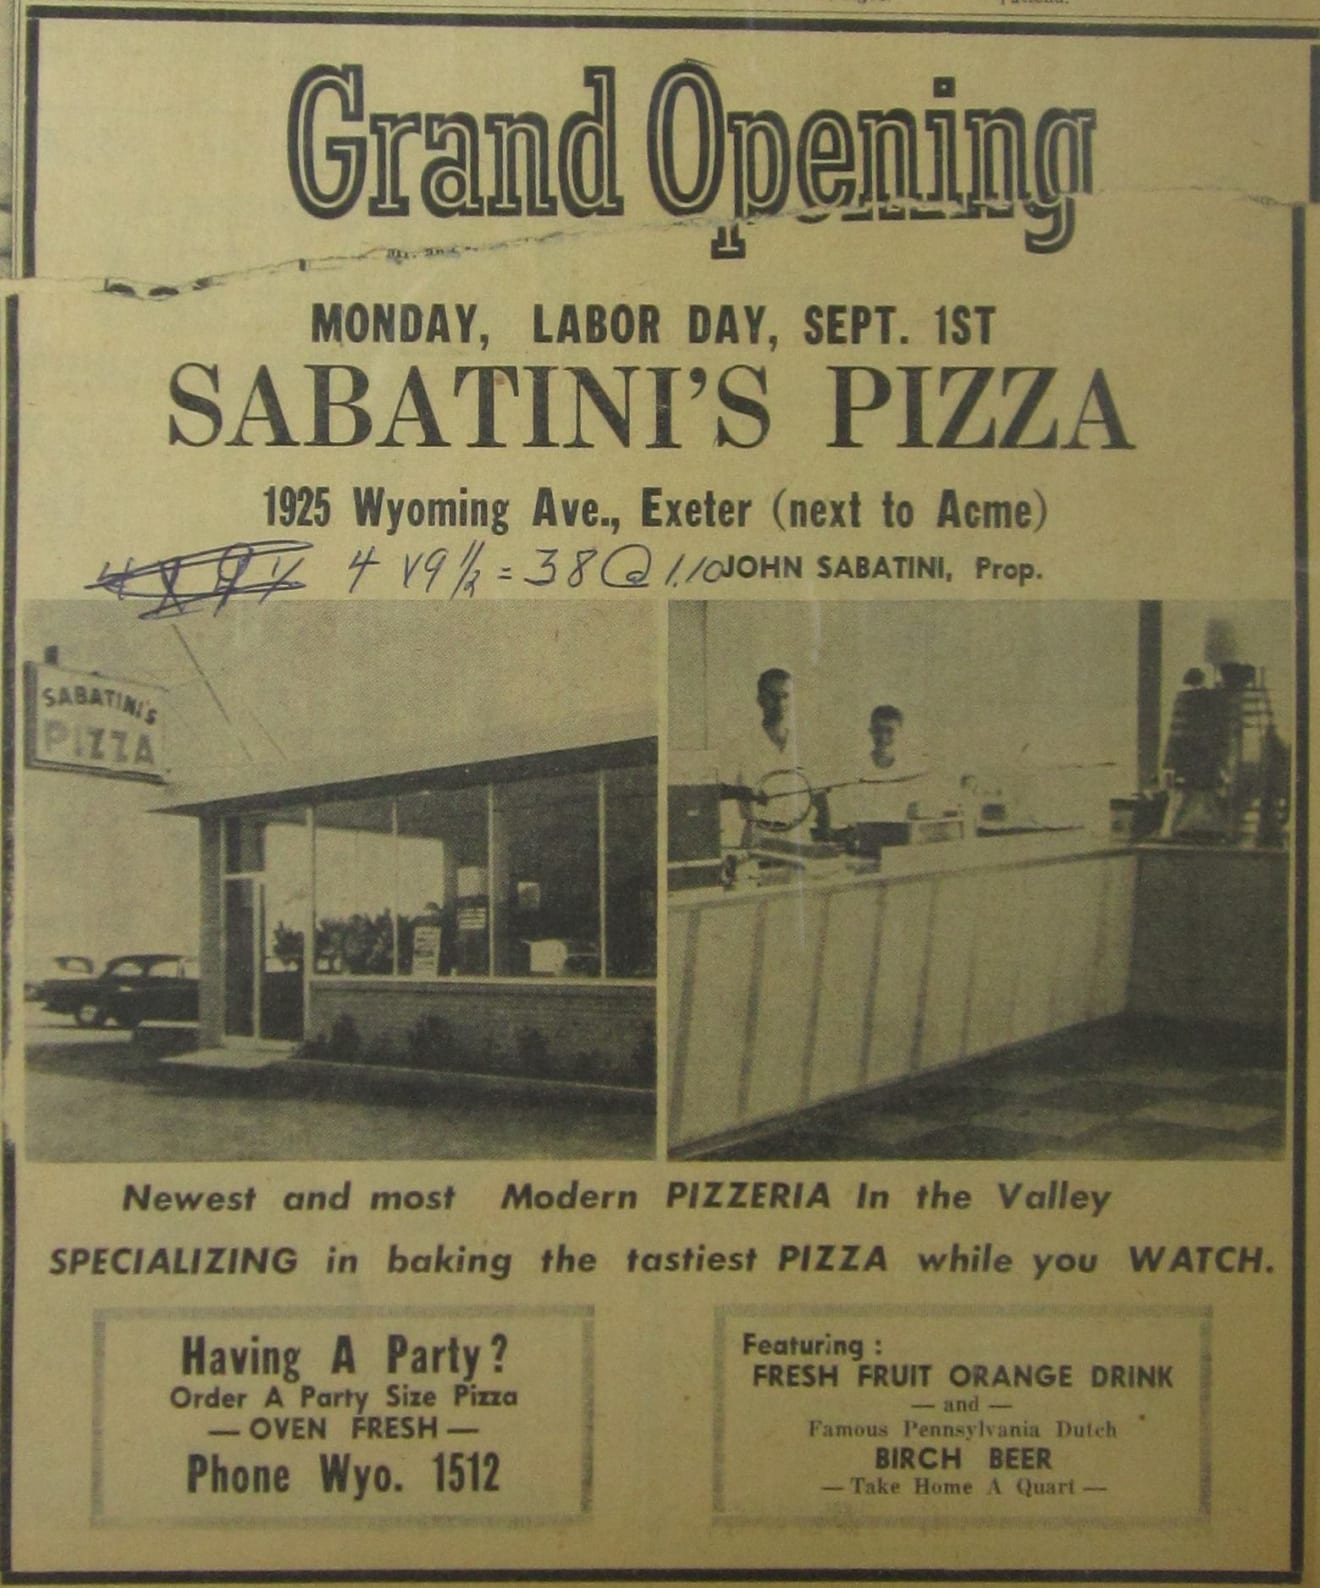 Grand Opening
MONDAY, LABOR DAY, SEPT. 1ST
SABATINI'S PIZZA
1925 Wyoming Ave., Exeter (next to Acme)
4 x 9 1/2 = 38 @ 1.10 JOHN SABATINI, Prop.
SABATINI'S
PIZZA
Newest and most Modern PIZZERIA In the Valley
SPECIALIZING in baking the tastiest PIZZA while you WATCH.
Having A Party?
Order A Party Size Pizza
— OVEN FRESH —
Phone Wyo. 1512
Featuring :
FRESH FRUIT ORANGE DRINK
— and —
Famous Pennsylvania Dutch
BIRCH BEER
— Take Home A Quart —